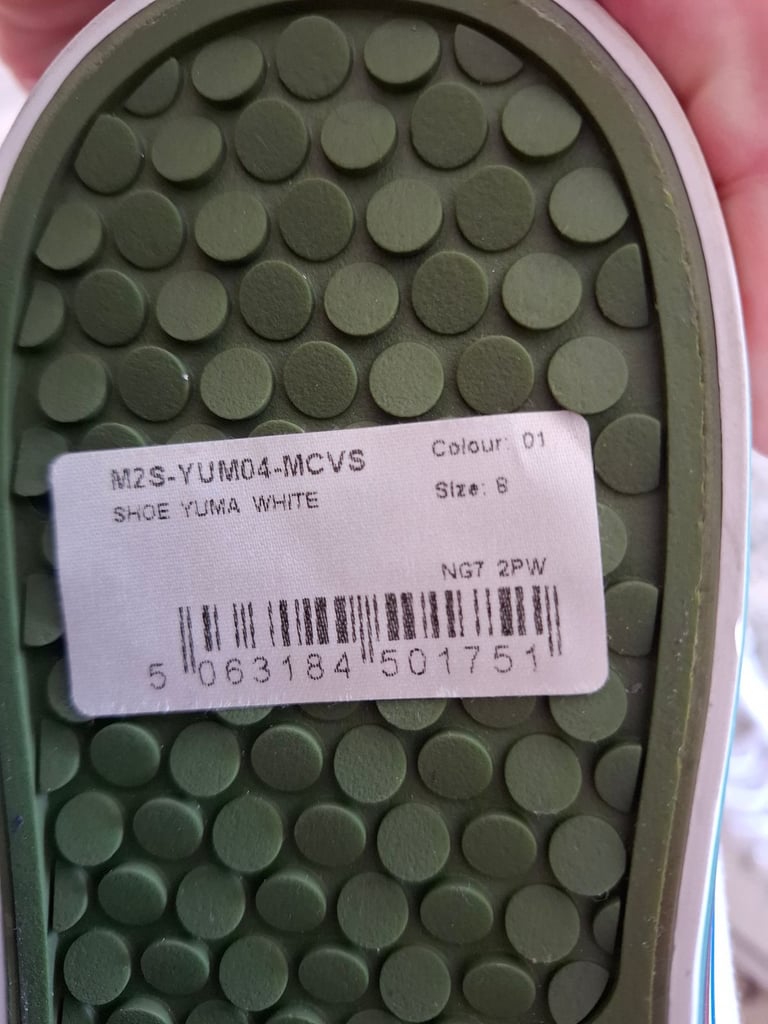 M2S-YUM04-MCVS
Colour: 01
SHOE YUMA WHITE
Size: 8
NG7 2PW
5 063184 501751